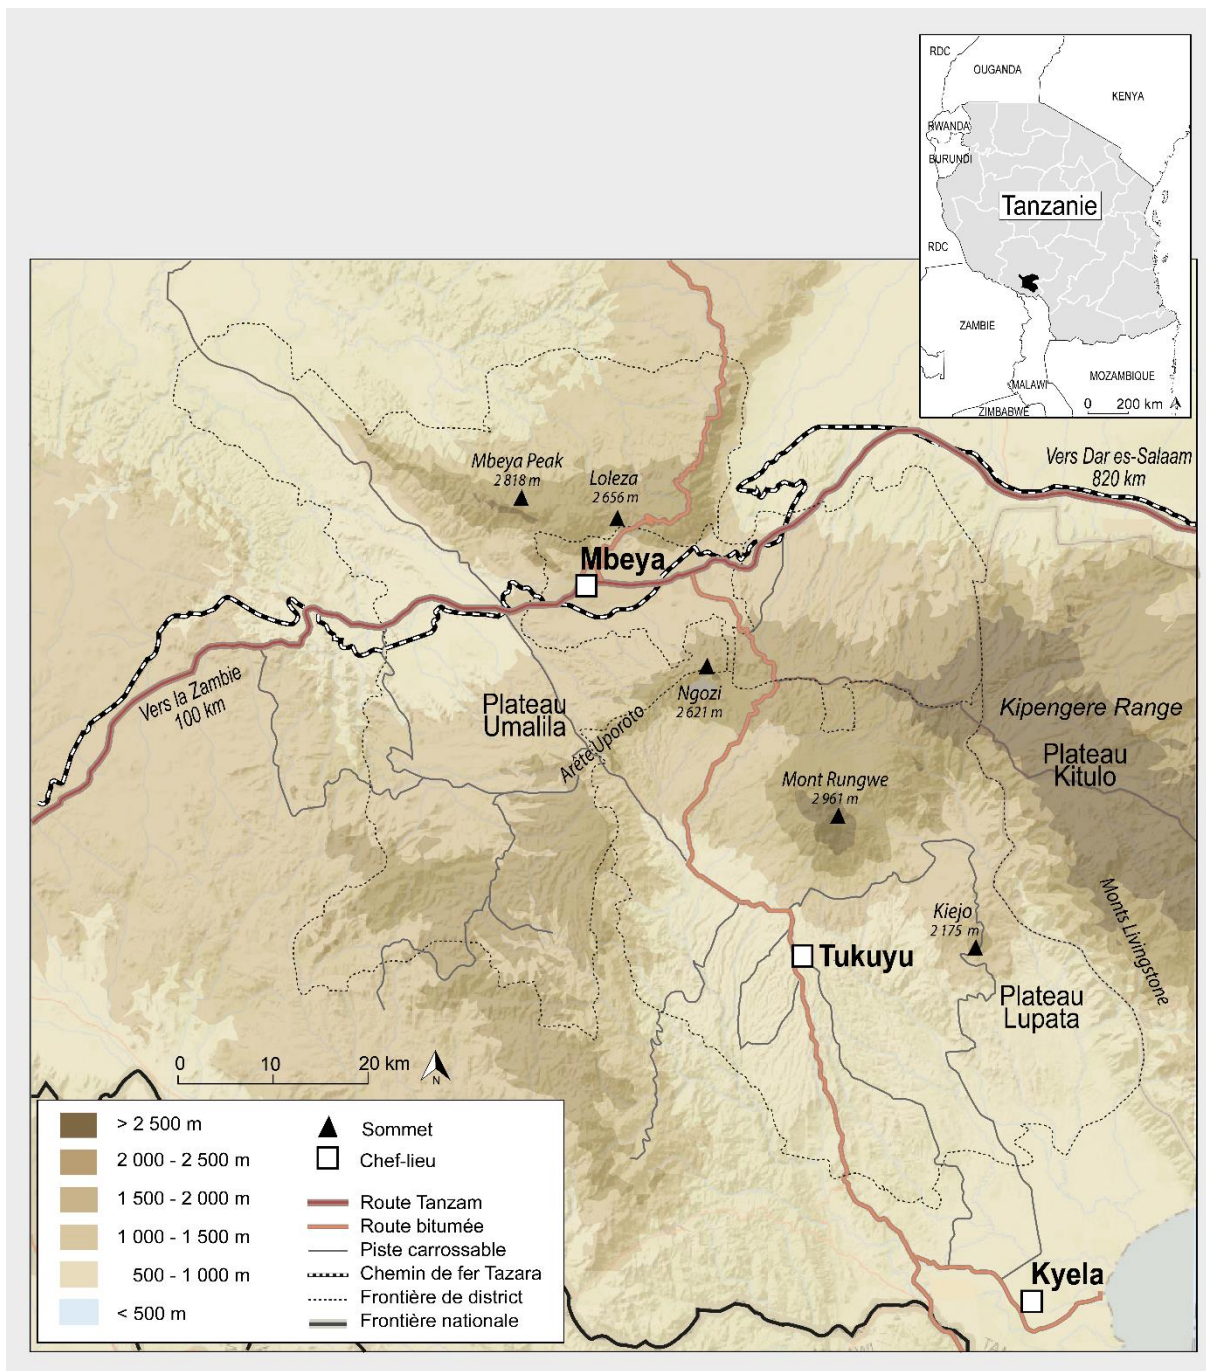 RDC
OUGANDA
KENYA
RWANDA
BURUNDI
Tanzanie
RDC
ZAMBIE
MALAWI
MOZAMBIQUE
ZIMBABWE
0 200 km
Mbeya Peak
2 818 m
Loleza
2 656 m
Vers Dar es-Salaam
820 km
Mbeya
Vers la Zambie
100 km
Plateau
Umalila
Ngozi
2 621 m
Arête Uporoto
Kipengere Range
Plateau
Kitulo
Mont Rungwe
2 961 m
Monts Livingstone
Kiejo
2 175 m
Tukuyu
Plateau
Lupata
0 10 20 km
N
> 2 500 m
2 000 - 2 500 m
1 500 - 2 000 m
1 000 - 1 500 m
500 - 1 000 m
< 500 m
Sommet
Chef-lieu
Route Tanzam
Route bitumée
Piste carrossable
Chemin de fer Tazara
Frontière de district
Frontière nationale
Kyela